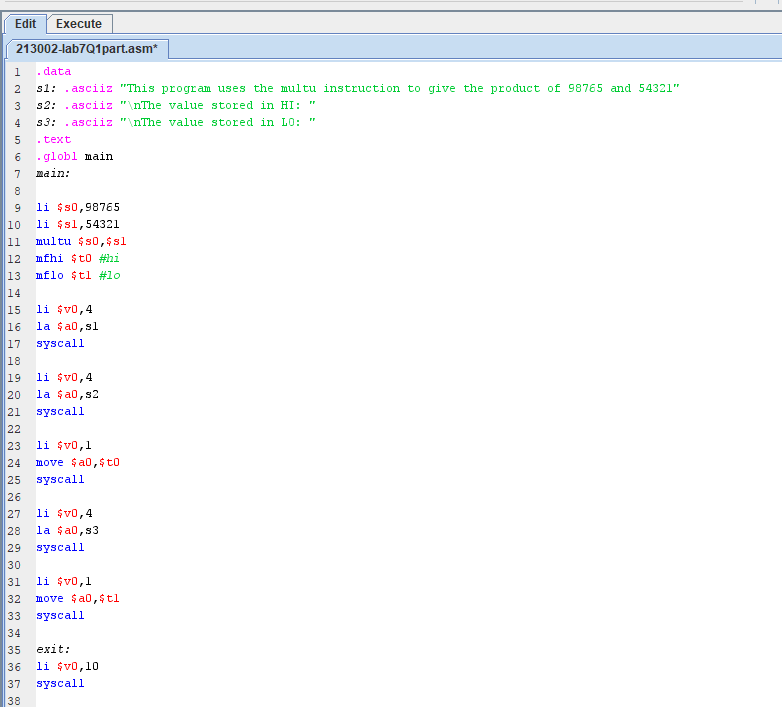 Edit Execute
213002-lab7Q1part.asm*
1 .data
2 s1: .asciiz "This program uses the multu instruction to give the product of 98765 and 54321"
3 s2: .asciiz "\nThe value stored in HI: "
4 s3: .asciiz "\nThe value stored in LO: "
5 .text
6 .globl main
7 main:
8
9 li $s0,98765
10 li $s1,54321
11 multu $s0,$s1
12 mfhi $t0 #hi
13 mflo $t1 #lo
14
15 li $v0,4
16 la $a0,s1
17 syscall
18
19 li $v0,4
20 la $a0,s2
21 syscall
22
23 li $v0,1
24 move $a0,$t0
25 syscall
26
27 li $v0,4
28 la $a0,s3
29 syscall
30
31 li $v0,1
32 move $a0,$t1
33 syscall
34
35 exit:
36 li $v0,10
37 syscall
38